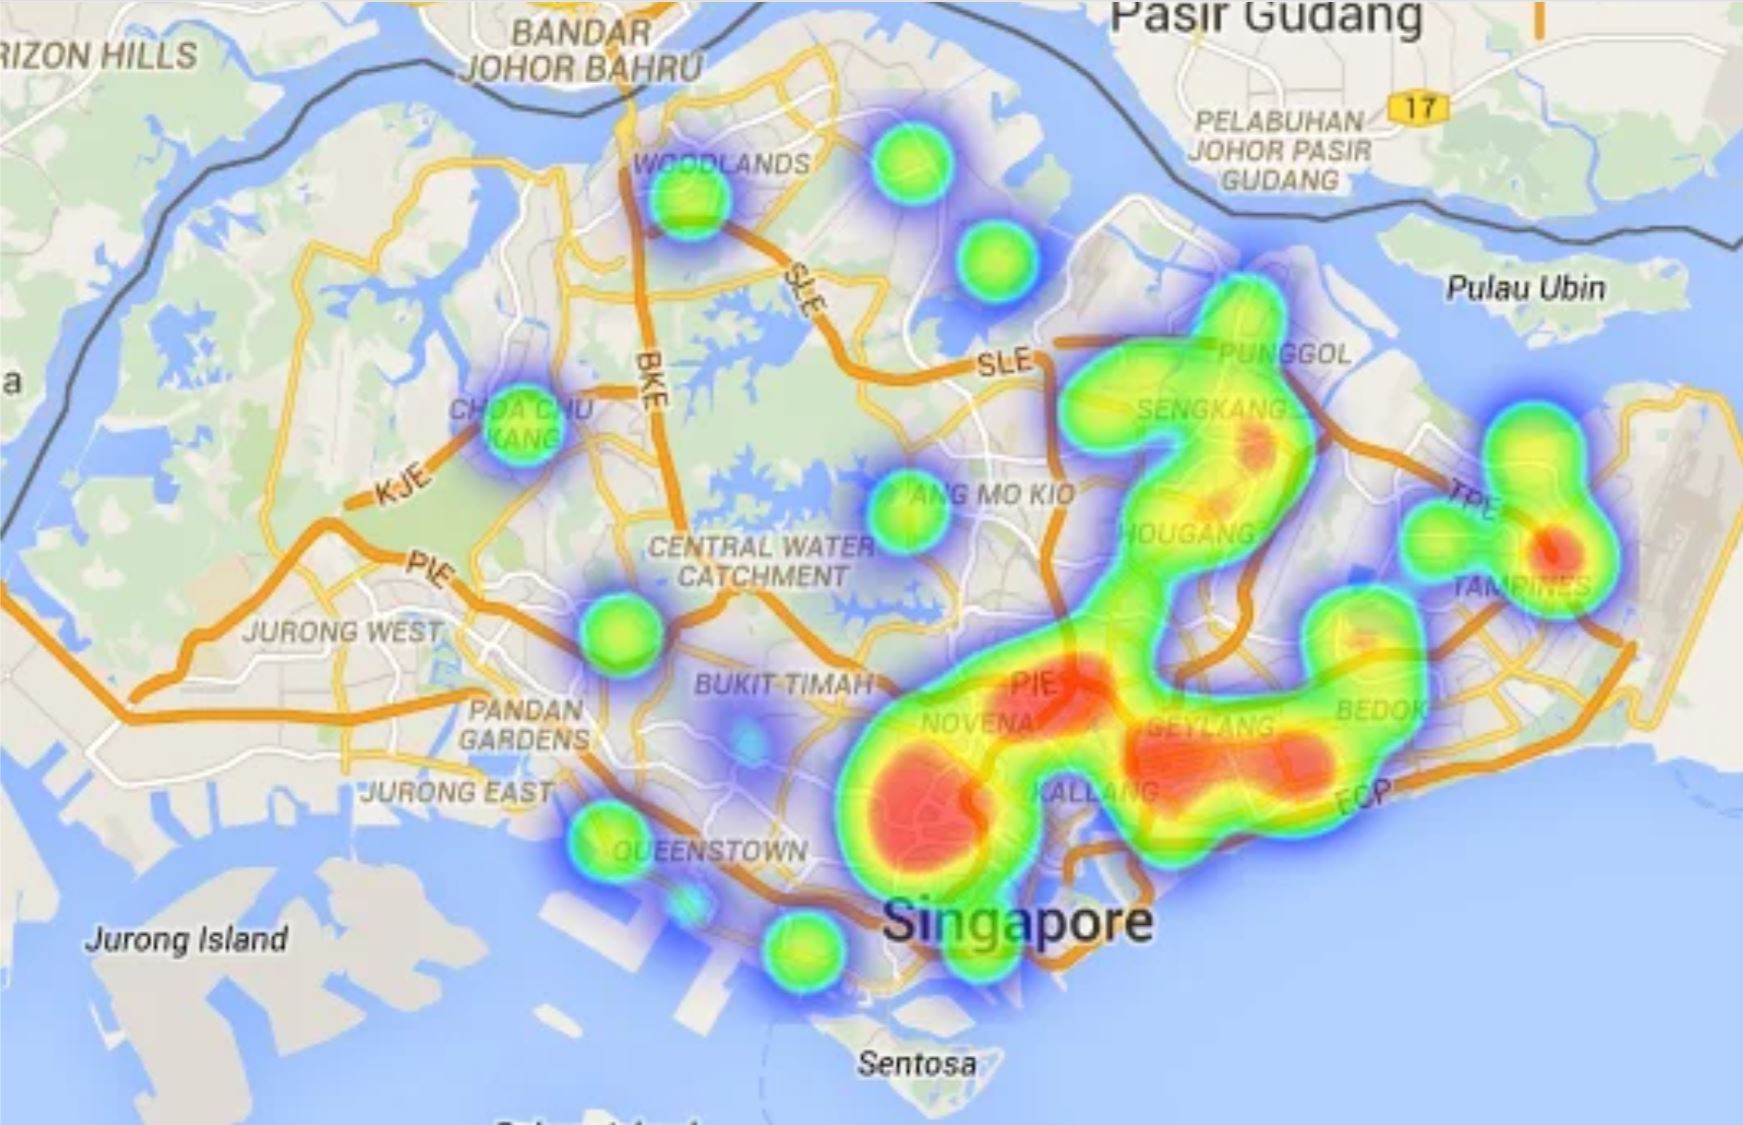 Pasir Gudang
BANDAR
JOHOR BAHRU
RIZON HILLS
17
PELABUHAN
JOHOR PASIR
GUDANG
WOODLANDS
SLE
Pulau Ubin
BKE
SLE
PUNGGOL
a
CHOA CHU
KANG
SENGKANG
KJE
ANG MO KIO
TPE
HOUGANG
CENTRAL WATER
CATCHMENT
PIE
TAMPINES
JURONG WEST
BUKIT TIMAH
PIE
PANDAN
GARDENS
NOVENA
GEYLANG
BEDOK
JURONG EAST
KALLANG
ECP
QUEENSTOWN
Singapore
Jurong Island
Sentosa